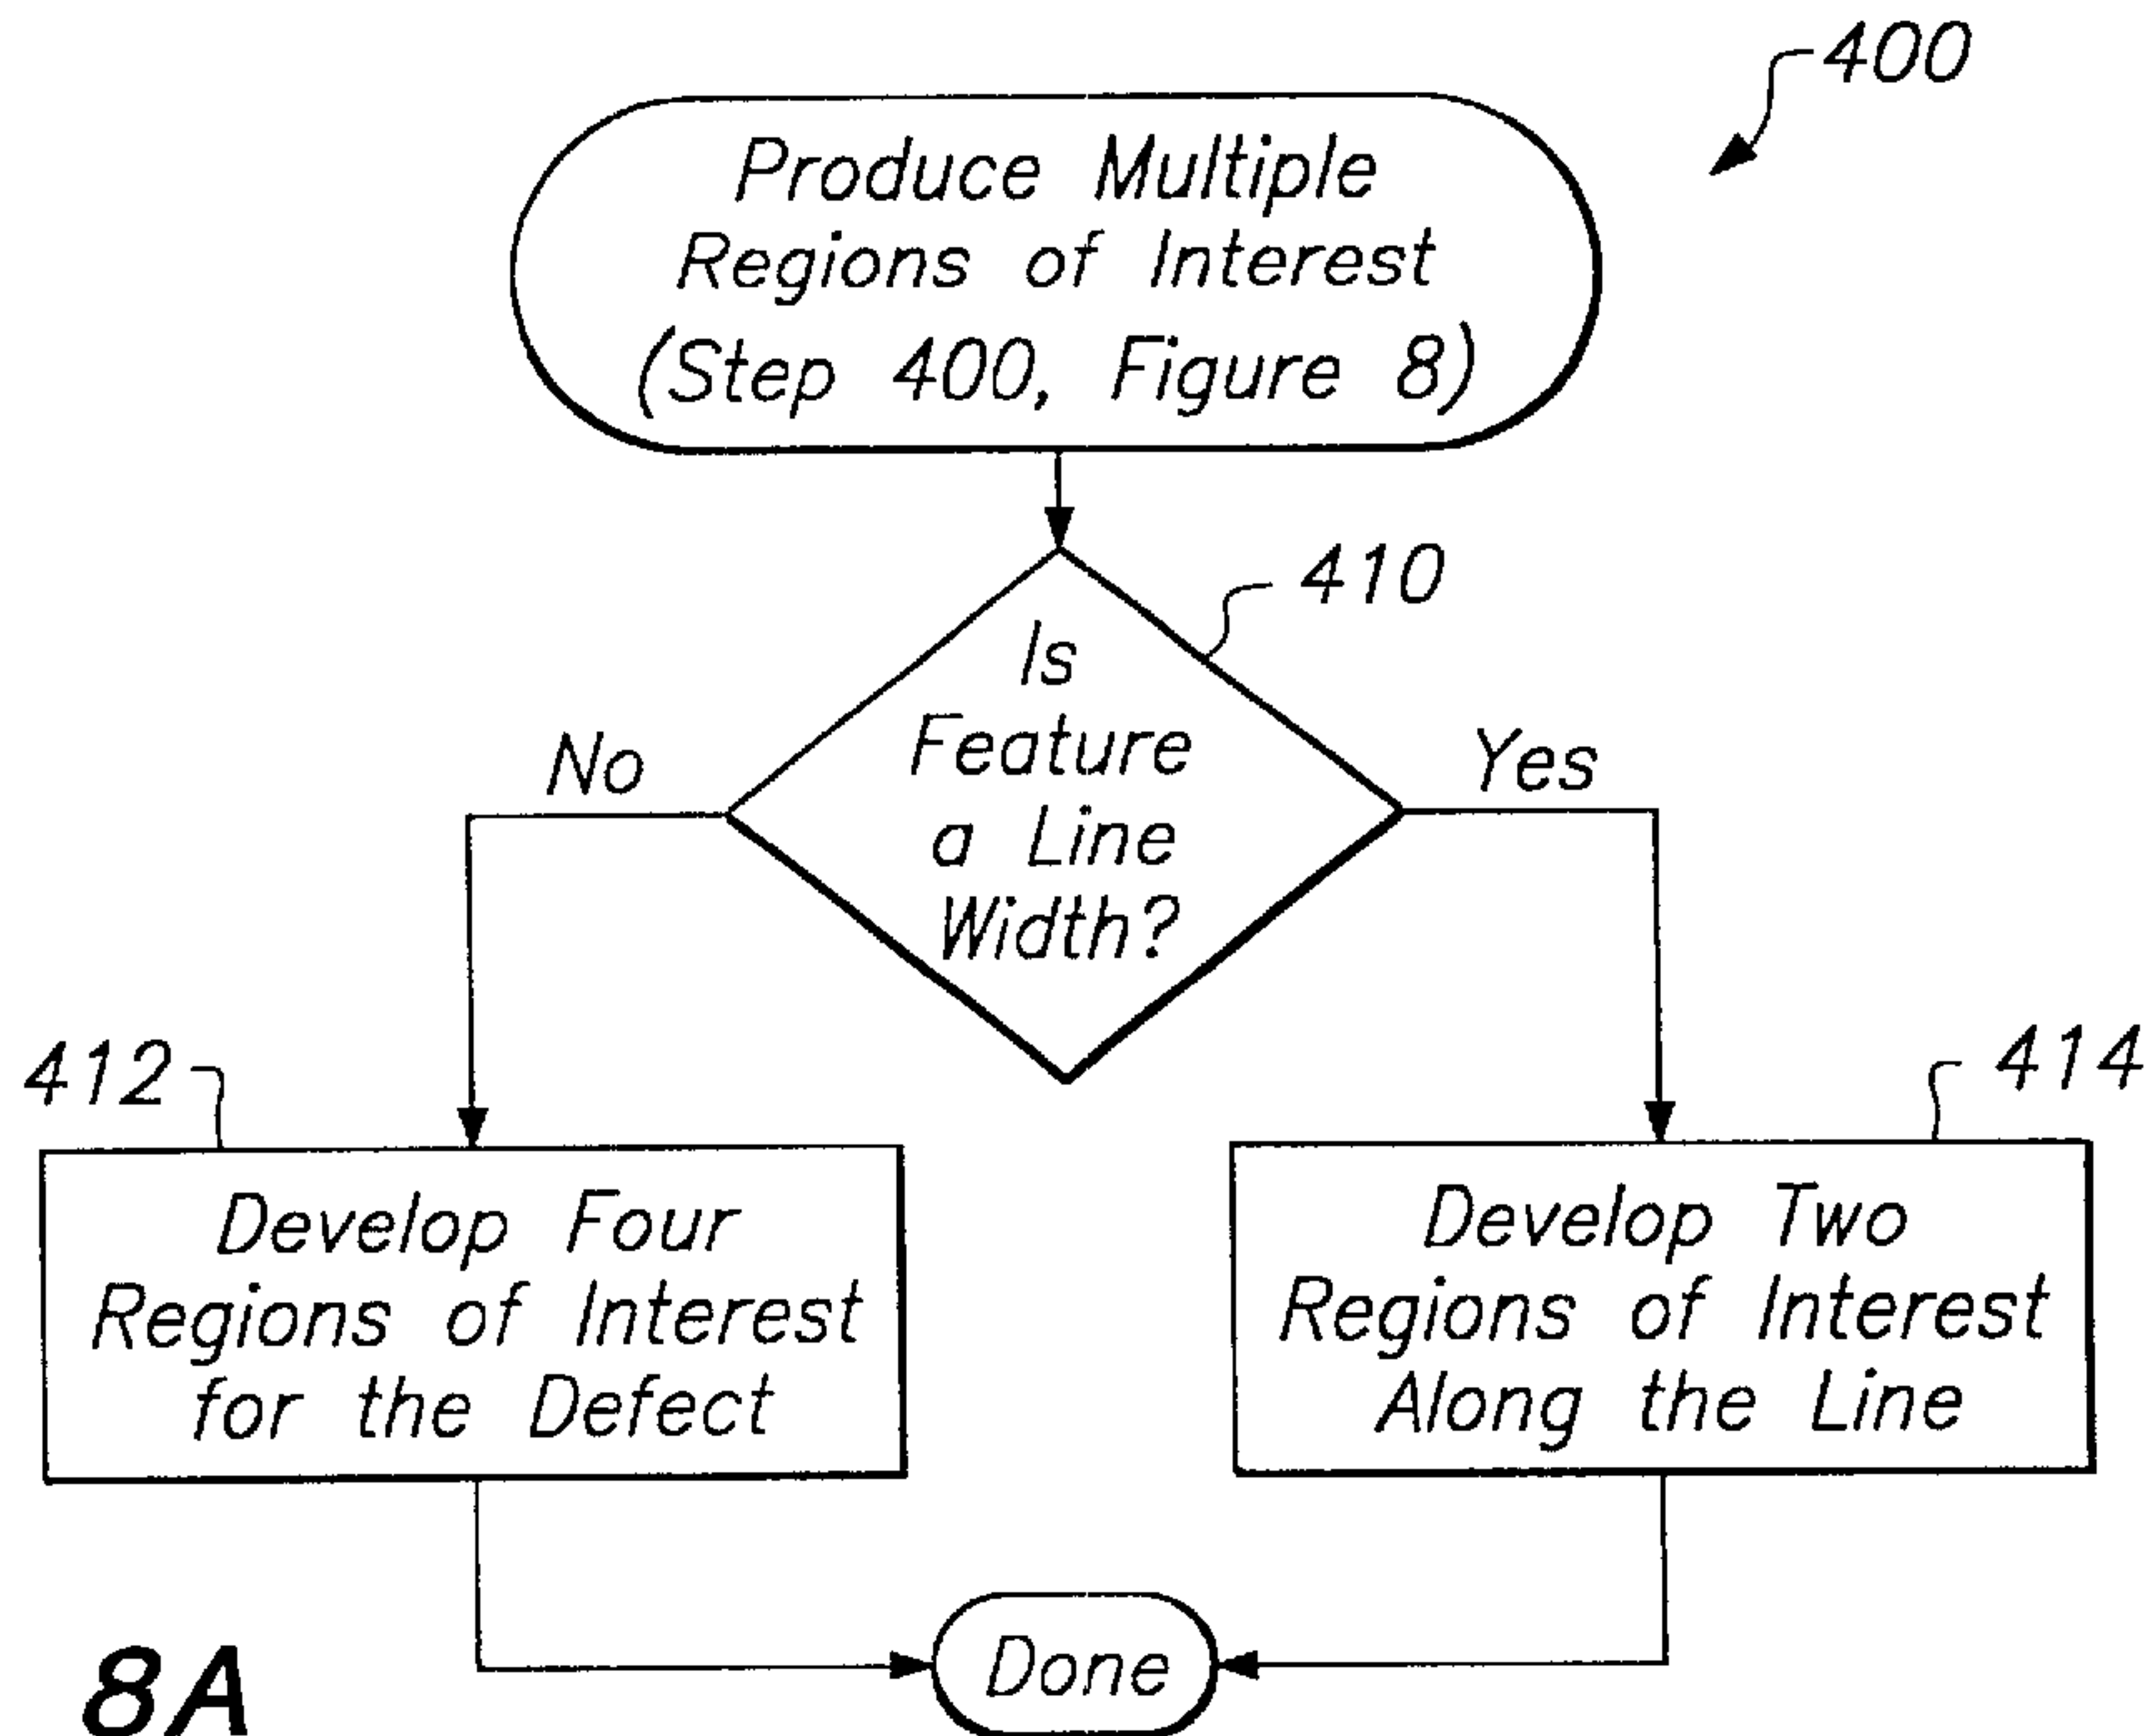 400
Produce Multiple
Regions of Interest
(Step 400, Figure 8)
410
Is
Feature
a Line
Width?
No
Yes
412
414
Develop Four
Regions of Interest
for the Defect
Develop Two
Regions of Interest
Along the Line
Done
8A